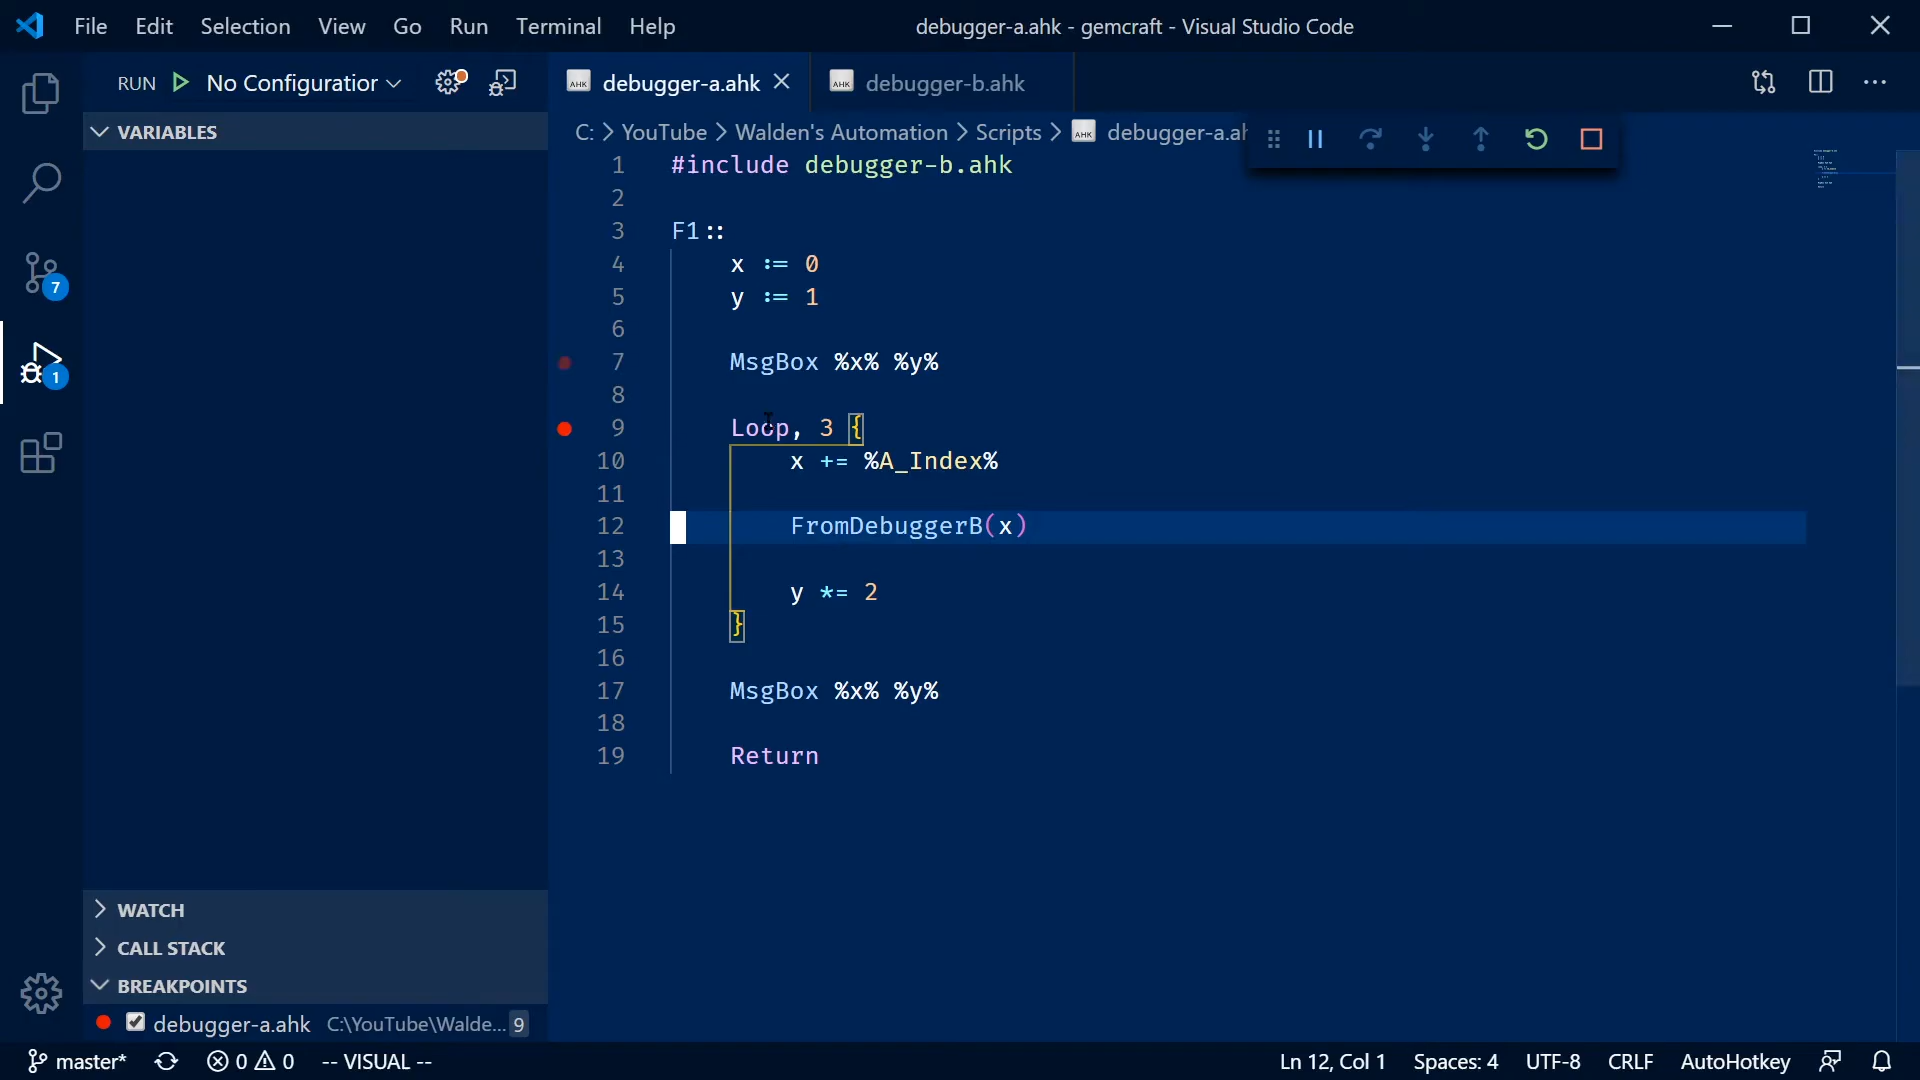 File Edit Selection View Go Run Terminal Help debugger-a.ahk - gemcraft - Visual Studio Code
RUN No Configuration debugger-a.ahk debugger-b.ahk
VARIABLES
C: > YouTube > Walden's Automation > Scripts > debugger-a.ah
1 #include debugger-b.ahk
2
3 F1::
4 x := 0
5 y := 1
6
7 MsgBox %x% %y%
8
9 Loop, 3 {
10 x += %A_Index%
11
12 FromDebuggerB(x)
13
14 y *= 2
15 }
16
17 MsgBox %x% %y%
18
19 Return
7
1
WATCH
CALL STACK
BREAKPOINTS
debugger-a.ahk C:\YouTube\Walde... 9
master* 0 0 -- VISUAL -- Ln 12, Col 1 Spaces: 4 UTF-8 CRLF AutoHotkey